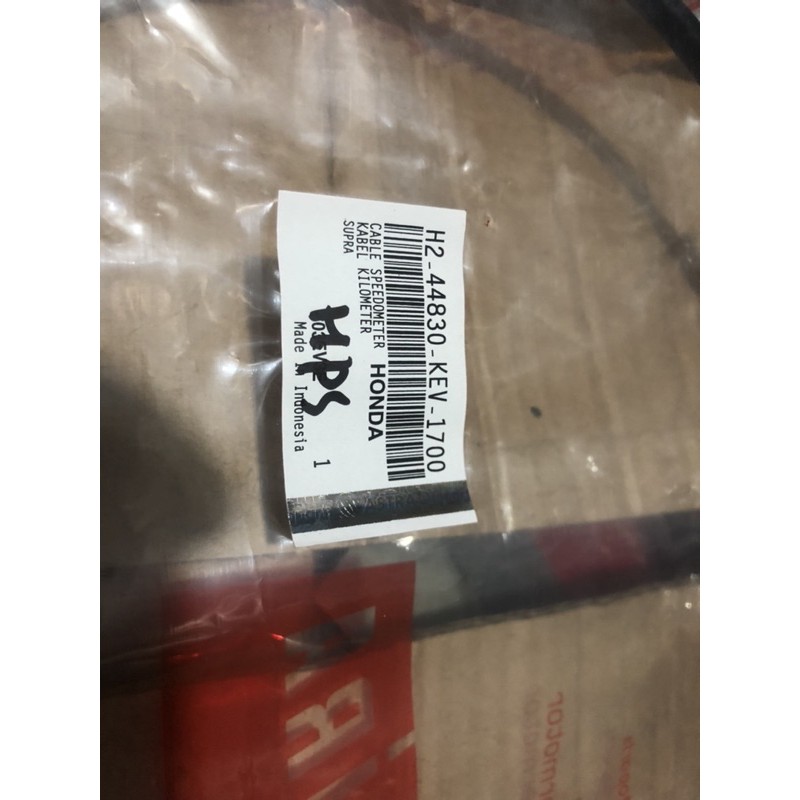 H2-44830-KEV-1700
CABLE SPEEDOMETER
KABEL KILOMETER
SUPRA
HONDA
HPS
1
Made In Indonesia